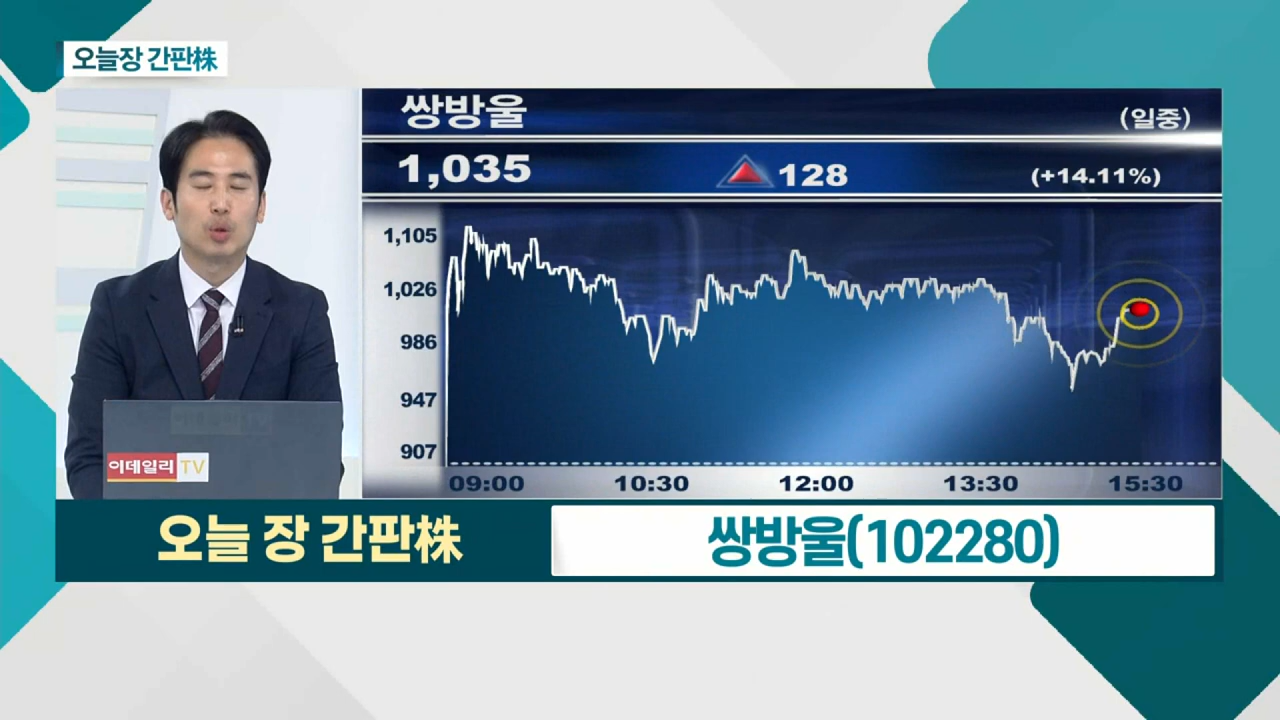 오늘장 간판株
쌍방울
(일중)
1,035
128
(+14.11%)
1,105
1,026
986
947
907
09:00 10:30 12:00 13:30 15:30
이데일리TV
오늘 장 간판株
쌍방울(102280)